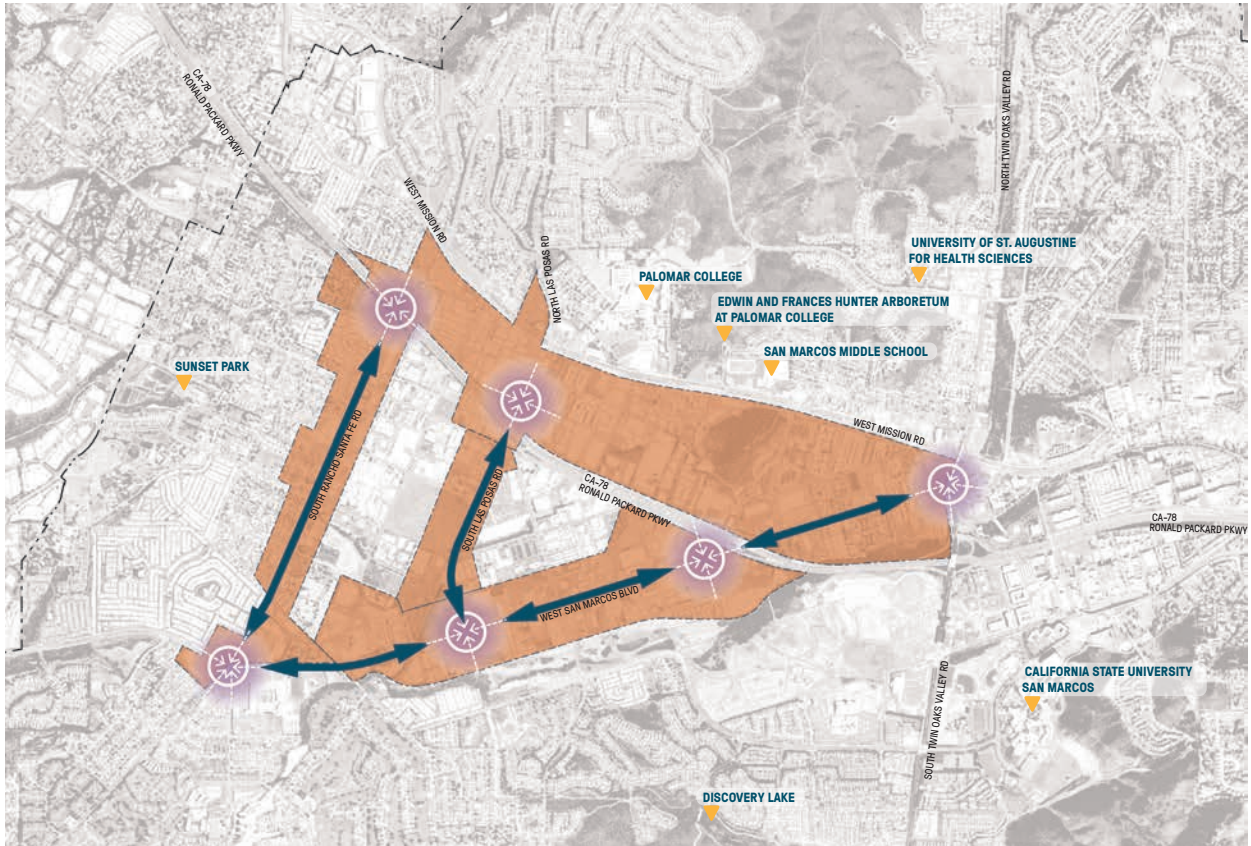 CA-78
RONALD PACKARD PKWY
WEST MISSION RD
NORTH LAS POSAS RD
NORTH TWIN OAKS VALLEY RD
UNIVERSITY OF ST. AUGUSTINE
FOR HEALTH SCIENCES
PALOMAR COLLEGE
EDWIN AND FRANCES HUNTER ARBORETUM
AT PALOMAR COLLEGE
SAN MARCOS MIDDLE SCHOOL
SUNSET PARK
SOUTH RANCHO SANTA FE RD
SOUTH LAS POSAS RD
WEST MISSION RD
CA-78
RONALD PACKARD PKWY
CA-78
RONALD PACKARD PKWY
WEST SAN MARCOS BLVD
SOUTH TWIN OAKS VALLEY RD
CALIFORNIA STATE UNIVERSITY
SAN MARCOS
DISCOVERY LAKE